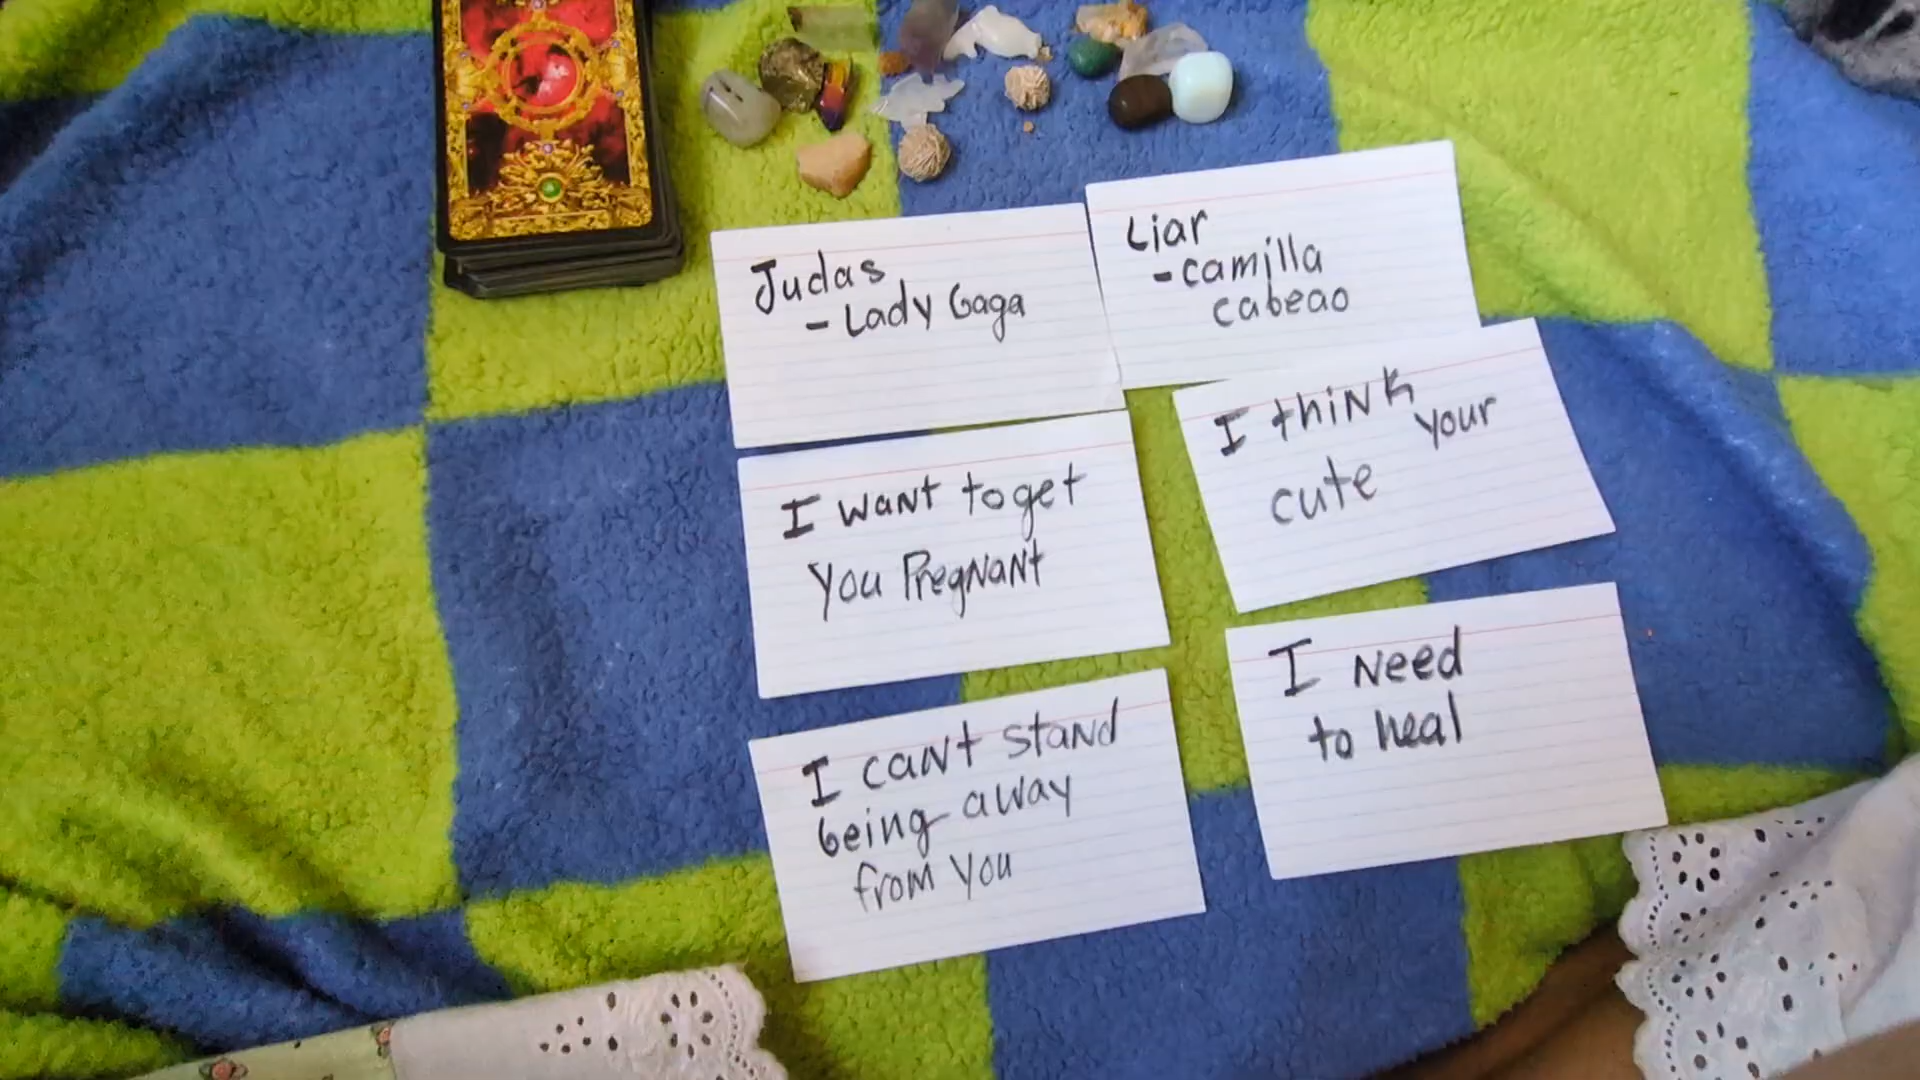 Judas
- Lady Gaga
Liar
- camilla
cabeao
I want to get
you Pregnant
I think your
cute
I can't stand
being away
from you
I Need
to heal